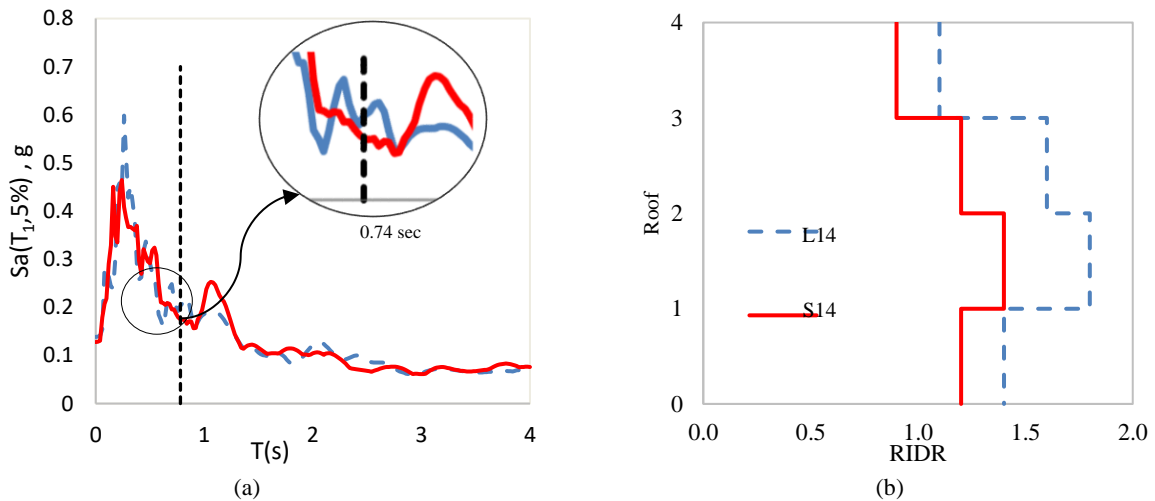 0.8
0.7
0.6
0.5
0.4
0.3
0.2
0.1
0
Sa(T₁,5%) , g
0.74 sec
0 1 2 3 4
T(s)
(a)
4
3
2
1
0
Roof
L14
S14
0.0 0.5 1.0 1.5 2.0
RIDR
(b)